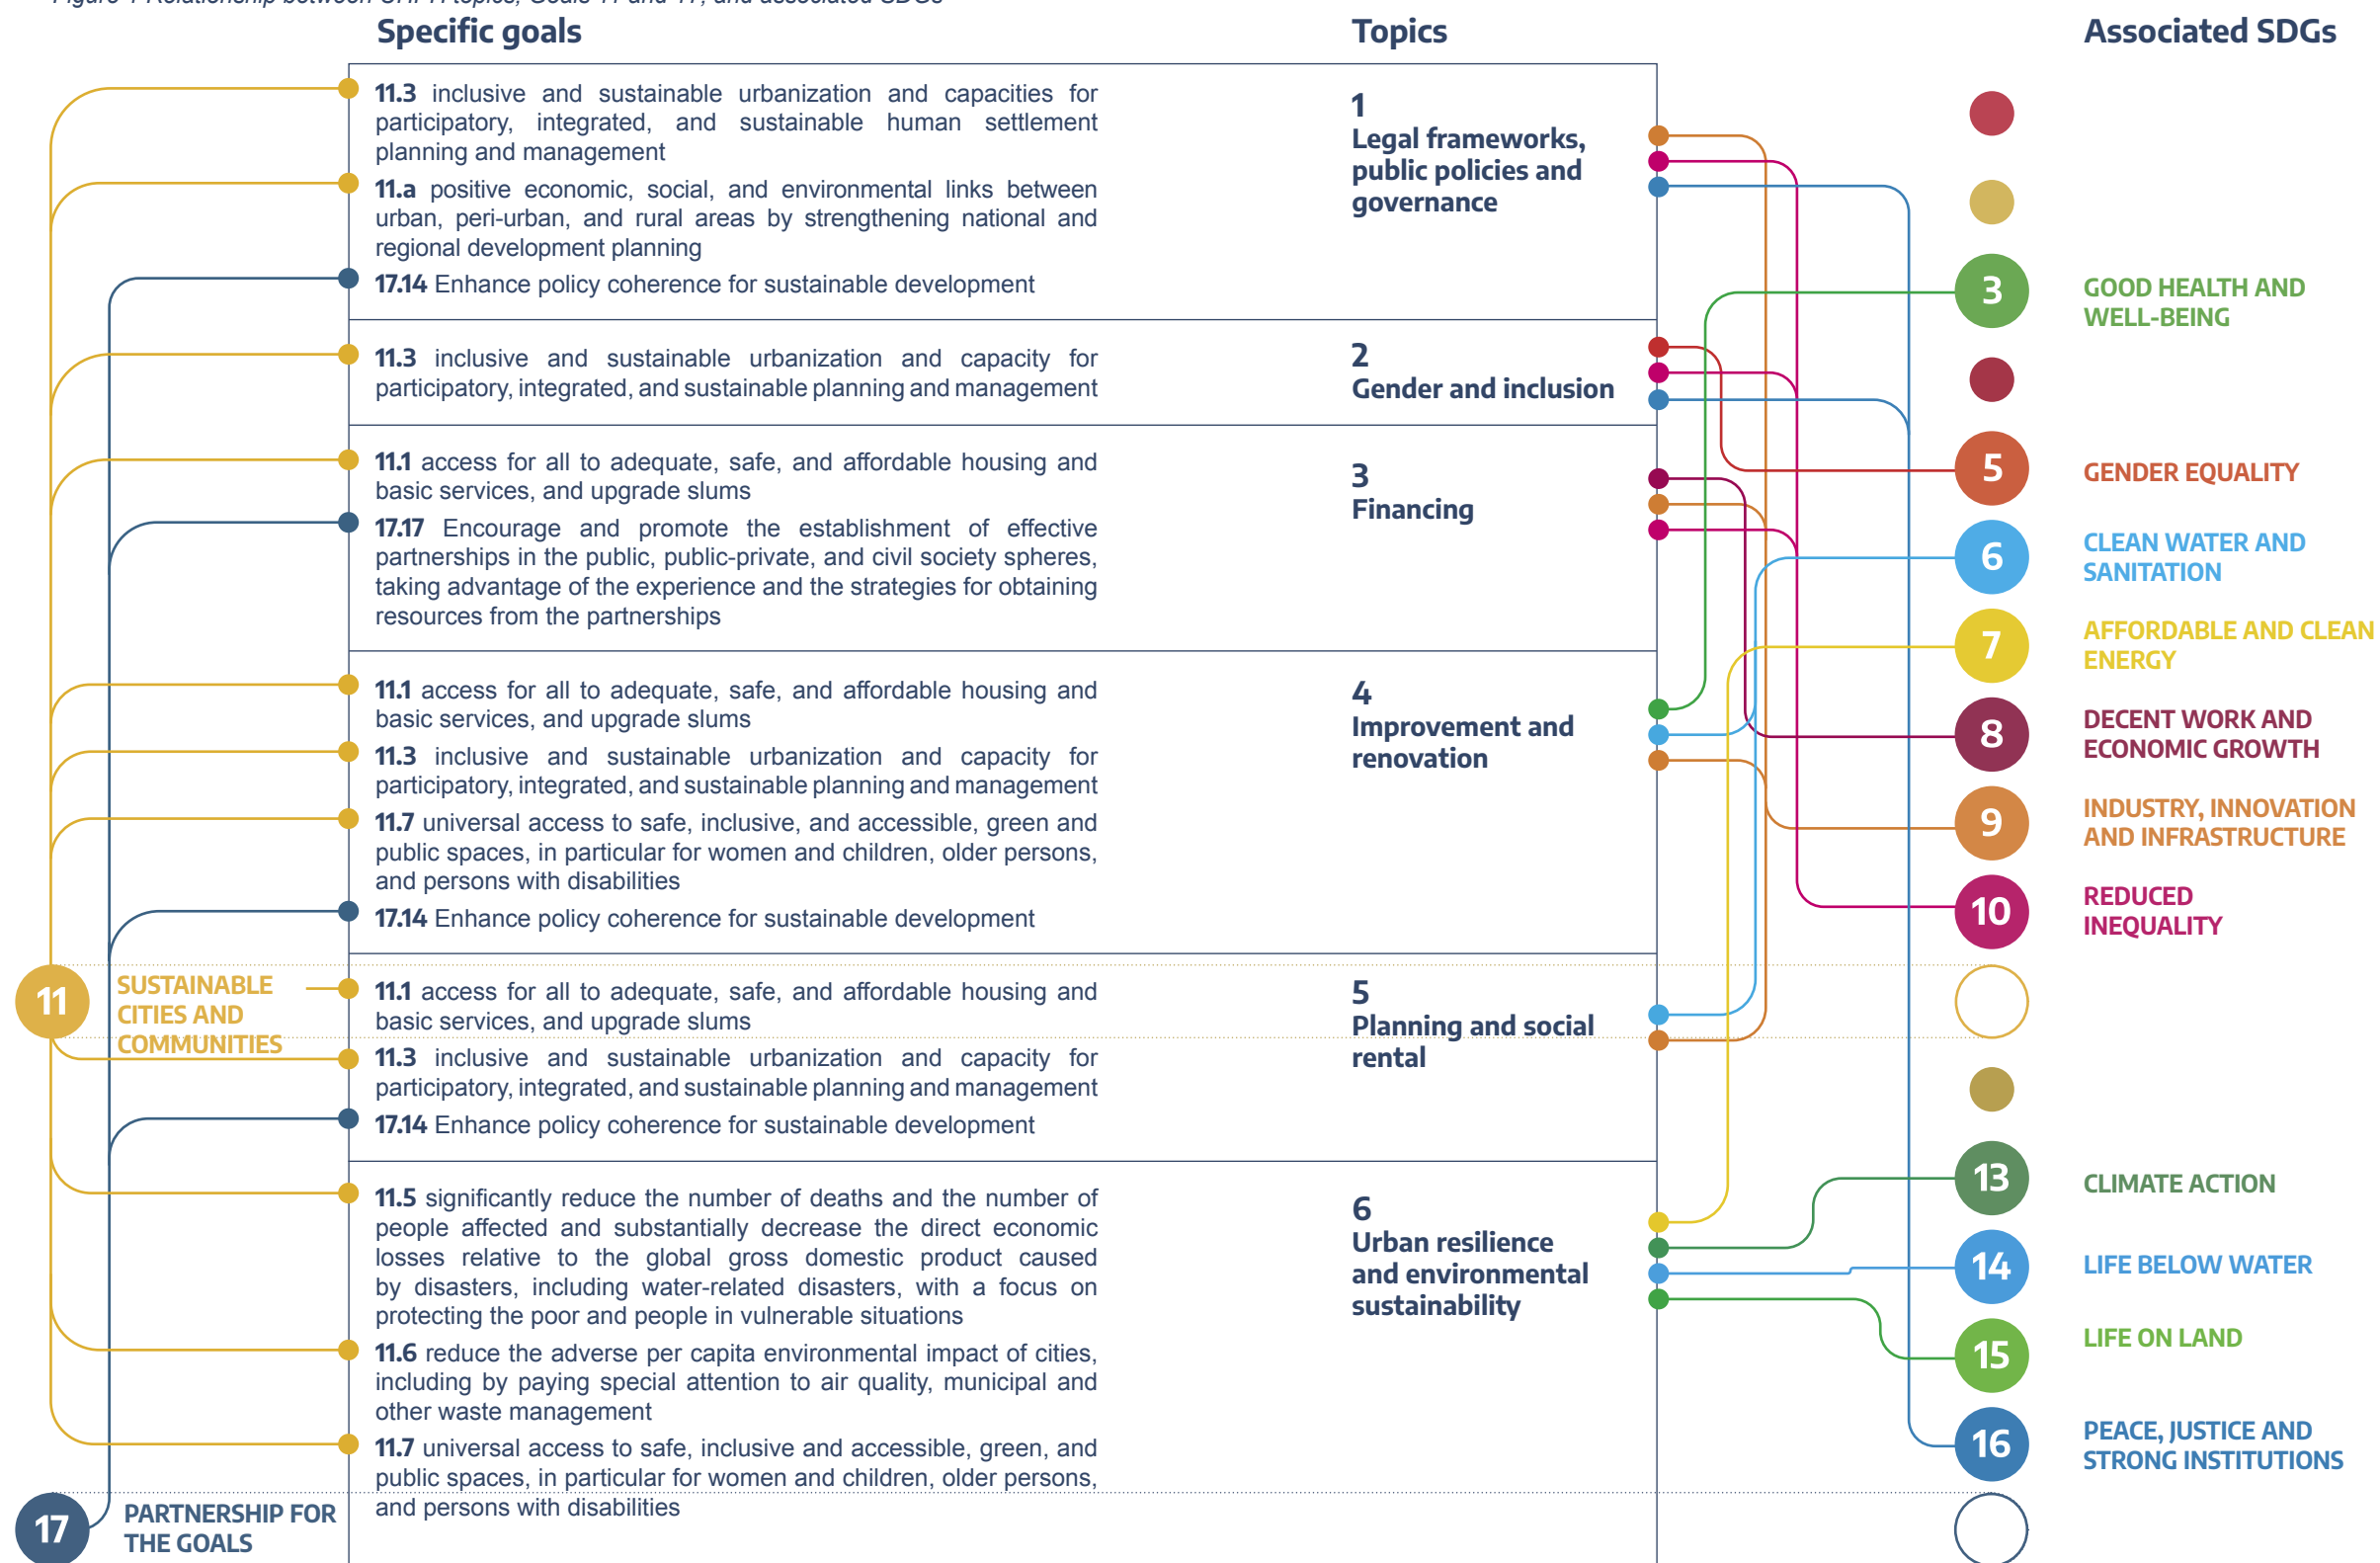 Figure 1 Relationship between UHPH topics, Goals 11 and 17, and associated SDGs
Specific goals
Topics
Associated SDGs
11.3 inclusive and sustainable urbanization and capacities for
participatory, integrated, and sustainable human settlement
planning and management
11.a positive economic, social, and environmental links between
urban, peri-urban, and rural areas by strengthening national and
regional development planning
17.14 Enhance policy coherence for sustainable development
1
Legal frameworks,
public policies and
governance
11.3 inclusive and sustainable urbanization and capacity for
participatory, integrated, and sustainable planning and management
2
Gender and inclusion
11.1 access for all to adequate, safe, and affordable housing and
basic services, and upgrade slums
17.17 Encourage and promote the establishment of effective
partnerships in the public, public-private, and civil society spheres,
taking advantage of the experience and the strategies for obtaining
resources from the partnerships
3
Financing
11.1 access for all to adequate, safe, and affordable housing and
basic services, and upgrade slums
11.3 inclusive and sustainable urbanization and capacity for
participatory, integrated, and sustainable planning and management
11.7 universal access to safe, inclusive, and accessible, green and
public spaces, in particular for women and children, older persons,
and persons with disabilities
17.14 Enhance policy coherence for sustainable development
4
Improvement and
renovation
11
SUSTAINABLE
CITIES AND
COMMUNITIES
11.1 access for all to adequate, safe, and affordable housing and
basic services, and upgrade slums
11.3 inclusive and sustainable urbanization and capacity for
participatory, integrated, and sustainable planning and management
17.14 Enhance policy coherence for sustainable development
5
Planning and social
rental
11.5 significantly reduce the number of deaths and the number of
people affected and substantially decrease the direct economic
losses relative to the global gross domestic product caused
by disasters, including water-related disasters, with a focus on
protecting the poor and people in vulnerable situations
11.6 reduce the adverse per capita environmental impact of cities,
including by paying special attention to air quality, municipal and
other waste management
11.7 universal access to safe, inclusive and accessible, green, and
public spaces, in particular for women and children, older persons,
and persons with disabilities
6
Urban resilience
and environmental
sustainability
17
PARTNERSHIP FOR
THE GOALS
3
GOOD HEALTH AND
WELL-BEING
5
GENDER EQUALITY
6
CLEAN WATER AND
SANITATION
7
AFFORDABLE AND CLEAN
ENERGY
8
DECENT WORK AND
ECONOMIC GROWTH
9
INDUSTRY, INNOVATION
AND INFRASTRUCTURE
10
REDUCED
INEQUALITY
13
CLIMATE ACTION
14
LIFE BELOW WATER
15
LIFE ON LAND
16
PEACE, JUSTICE AND
STRONG INSTITUTIONS